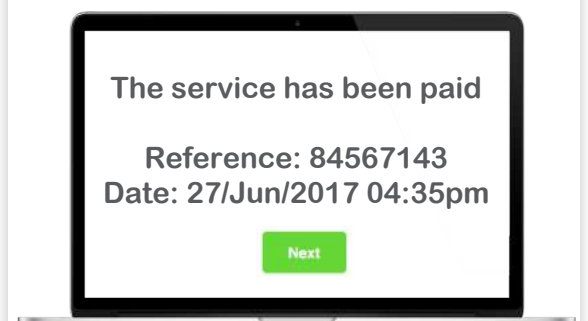 The service has been paid
Reference: 84567143
Date: 27/Jun/2017 04:35pm
Next